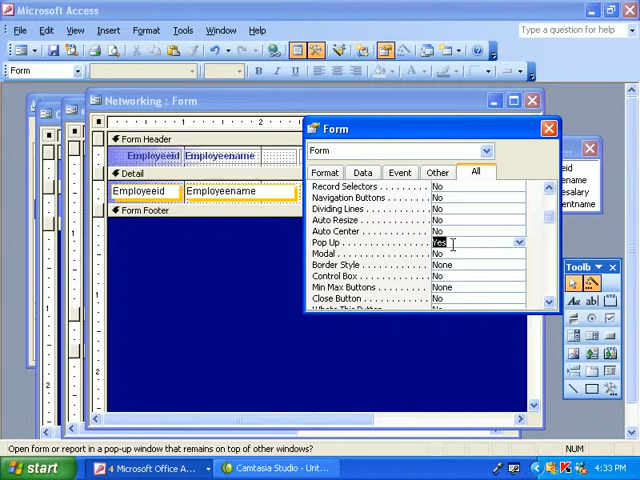 Microsoft Access
File Edit View Insert Format Tools Window Help
Type a question for help
Form
B I U
Networking : Form
Form Header
Employeeid Employeename
Detail
Employeeid Employeename
Form Footer
Form
Form
Format Data Event Other All
Record Selectors . . . . . . . . No
Navigation Buttons . . . . . . . No
Dividing Lines . . . . . . . . . No
Auto Resize . . . . . . . . . . No
Auto Center . . . . . . . . . . No
Pop Up . . . . . . . . . . . . . Yes
Modal . . . . . . . . . . . . . No
Border Style . . . . . . . . . . None
Control Box . . . . . . . . . . No
Min Max Buttons . . . . . . . . None
Close Button . . . . . . . . . . No
Toolb
Aa ab|
Open form or report in a pop-up window that remains on top of other windows?
NUM
start
4 Microsoft Office A...
Camtasia Studio - Unt...
4:33 PM